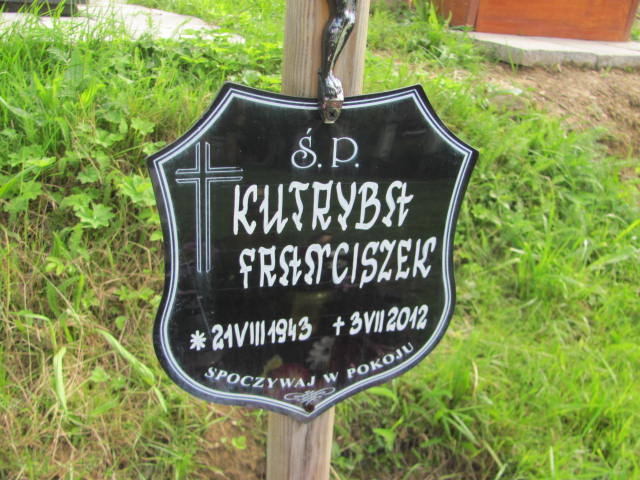 Ś.P.
KUTRYBA
FRANCISZEK
* 21 VIII 1943 + 3 VII 2012
SPOCZYWAJ W POKOJU